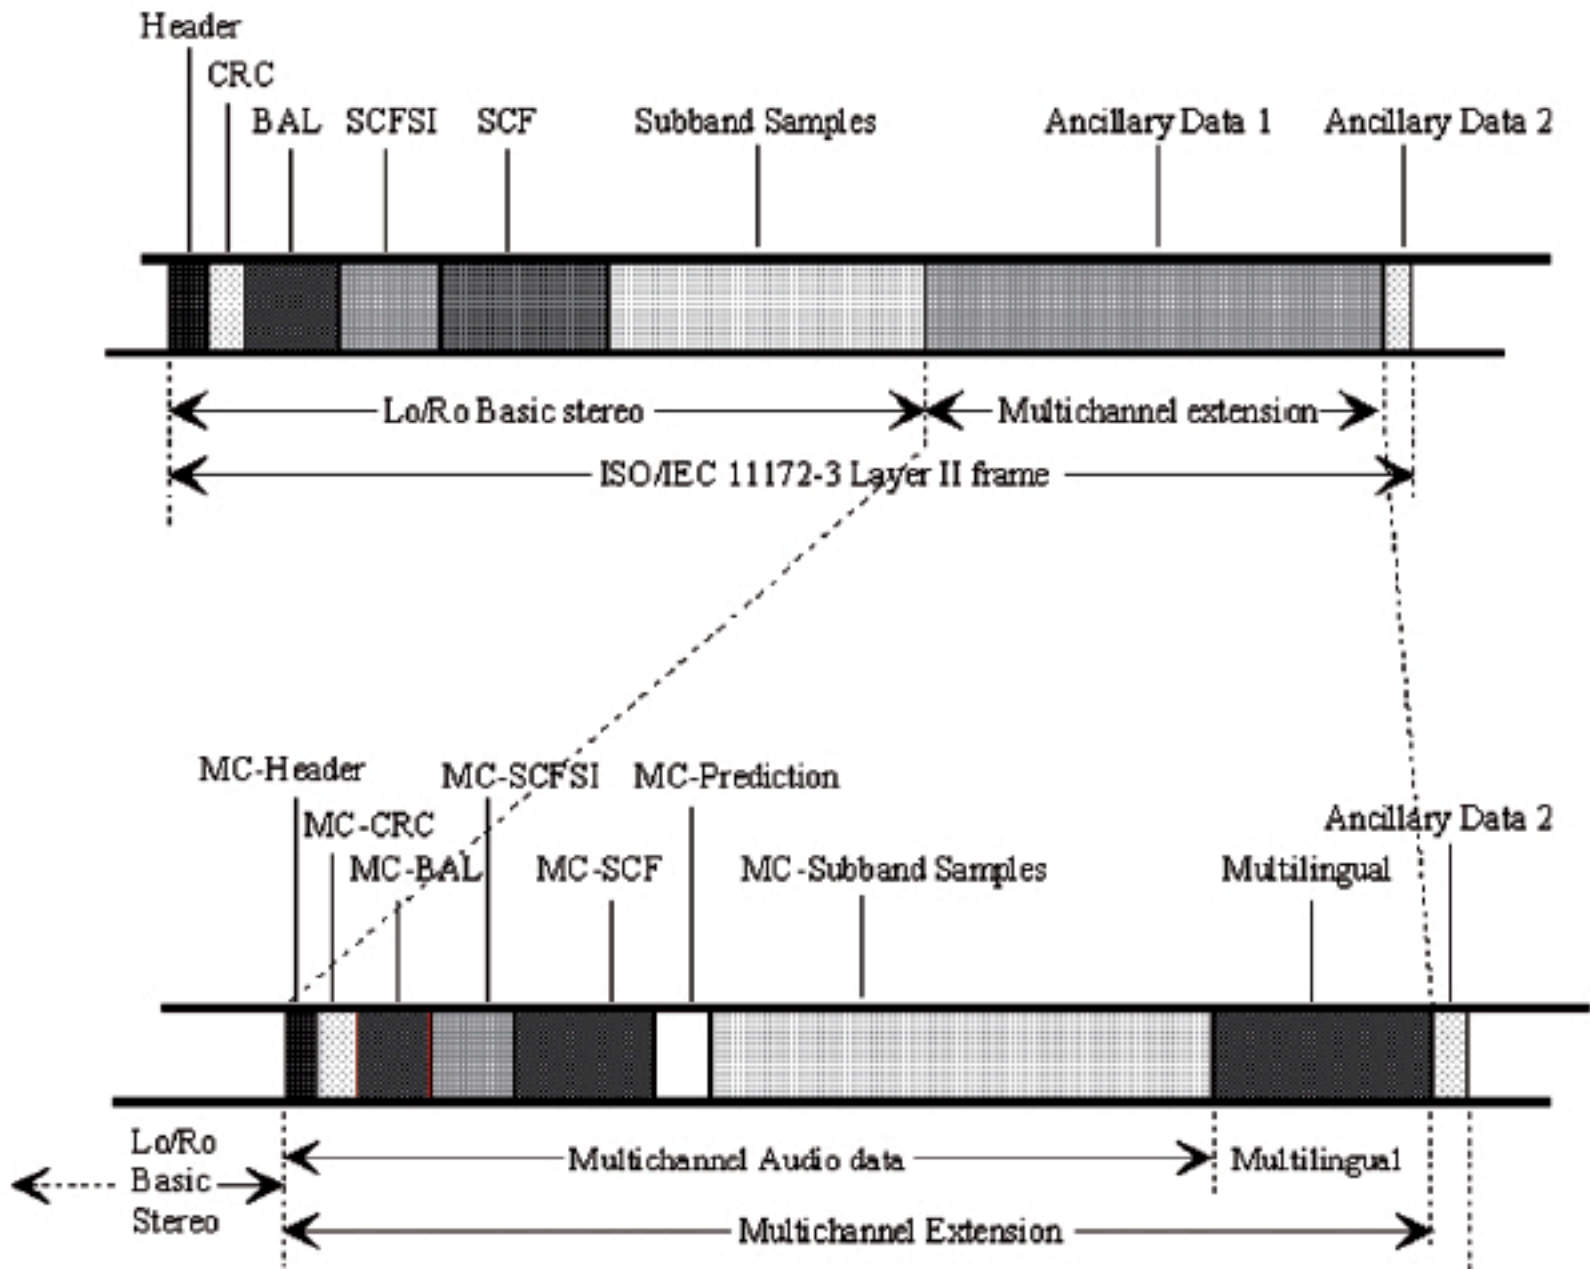 Header
CRC
BAL SCFSI SCF Subband Samples Ancillary Data 1 Ancillary Data 2
Lo/Ro Basic stereo Multichannel extension
ISO/IEC 11172-3 Layer II frame
MC-Header MC-SCFSI MC-Prediction
MC-CRC Ancillary Data 2
MC-BAL MC-SCF MC-Subband Samples Multilingual
Lo/Ro
Basic
Stereo
Multichannel Audio data Multilingual
Multichannel Extension